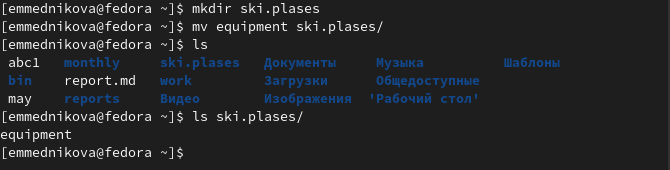 [emmednikova@fedora ~]$ mkdir ski.plases
[emmednikova@fedora ~]$ mv equipment ski.plases/
[emmednikova@fedora ~]$ ls
abc1 monthly ski.plases Документы Музыка Шаблоны
bin report.md work Загрузки Общедоступные
may reports Видео Изображения 'Рабочий стол'
[emmednikova@fedora ~]$ ls ski.plases/
equipment
[emmednikova@fedora ~]$